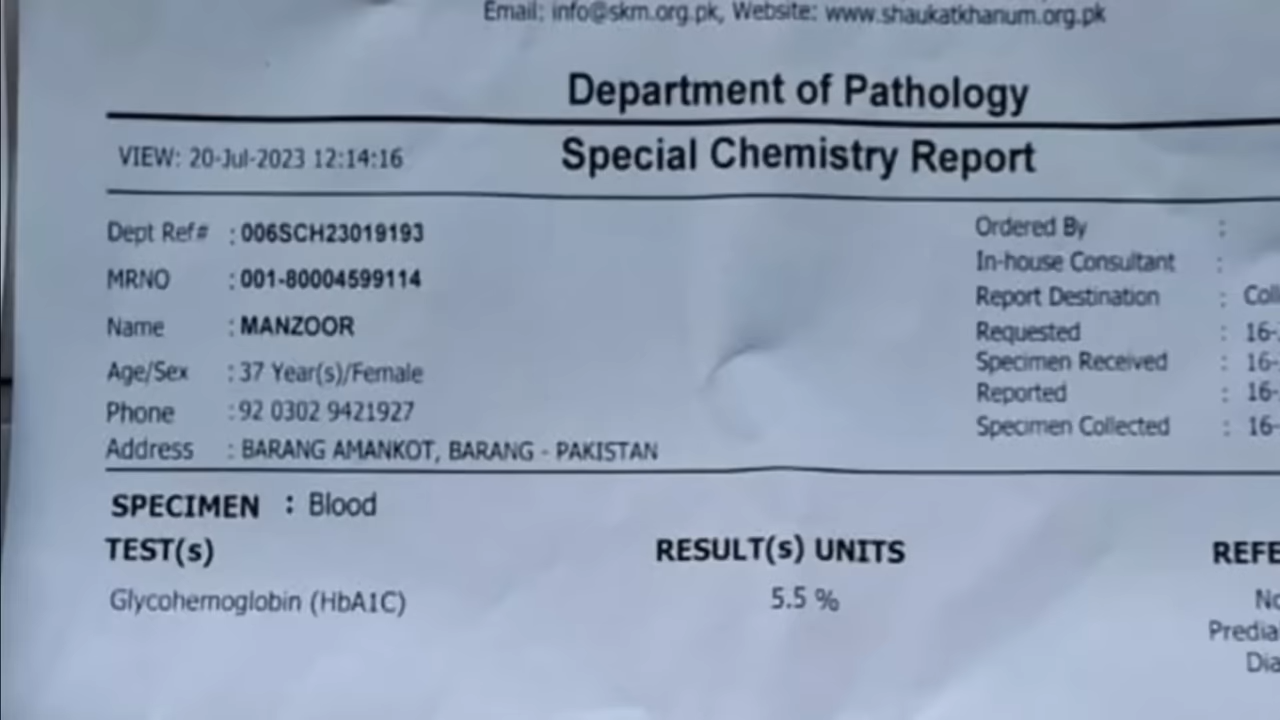 Email: info@skm.org.pk, Website: www.shaukatkhanum.org.pk
Department of Pathology
VIEW: 20-Jul-2023 12:14:16 Special Chemistry Report
Dept Ref# : 006SCH23019193
MRNO : 001-80004599114
Name : MANZOOR
Age/Sex : 37 Year(s)/Female
Phone : 92 0302 9421927
Address : BARANG AMANKOT, BARANG - PAKISTAN
Ordered By :
In-house Consultant :
Report Destination : Coll
Requested : 16-
Specimen Received : 16-
Reported : 16-
Specimen Collected : 16-
SPECIMEN : Blood
TEST(s) RESULT(s) UNITS REFE
Glycohemoglobin (HbA1C) 5.5 % No
Predia
Dia